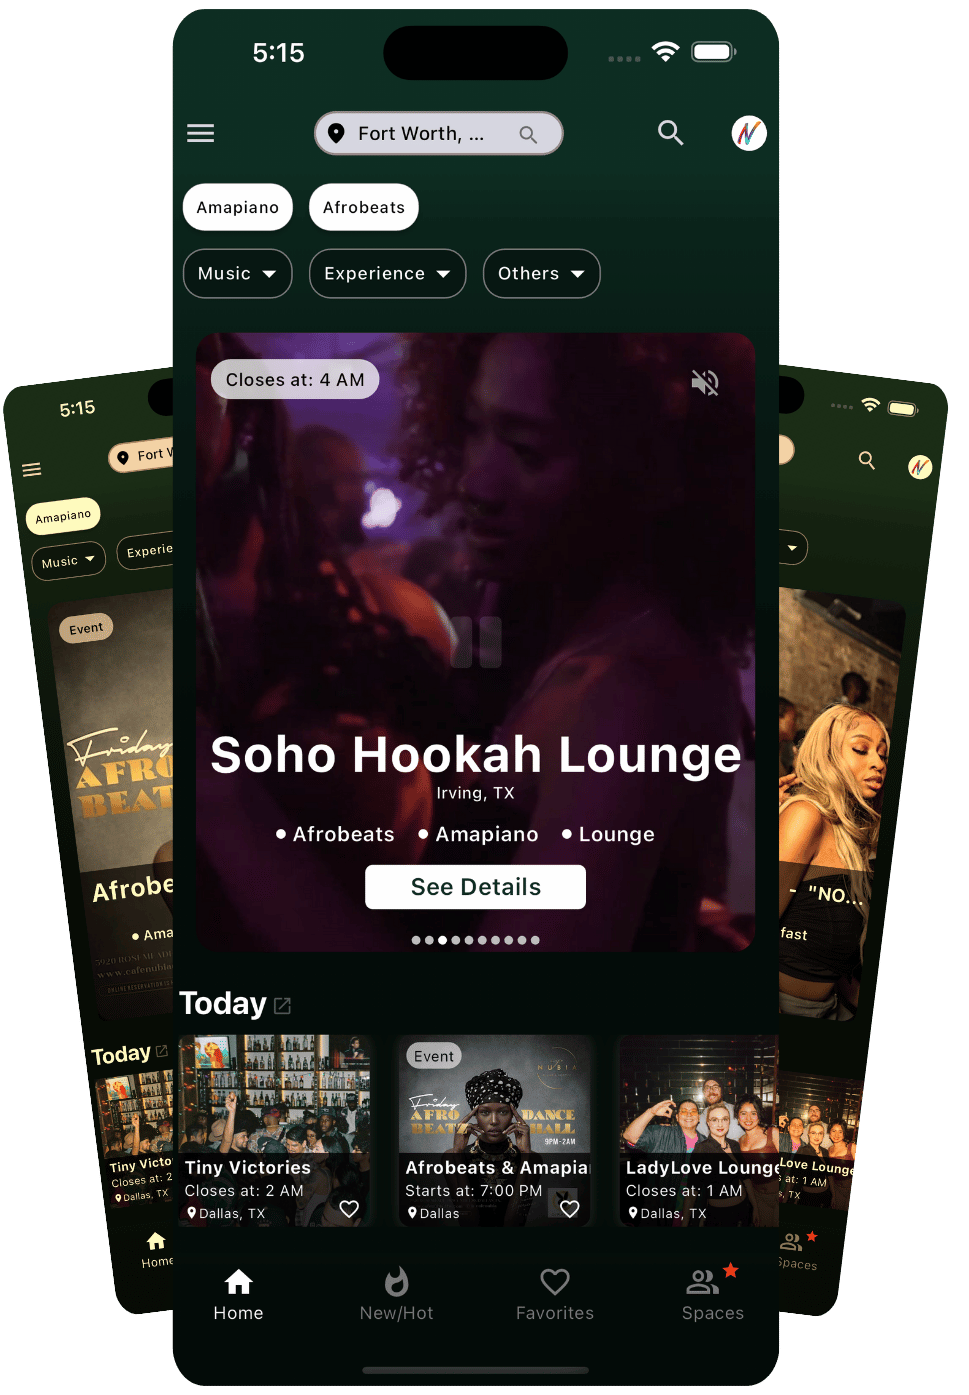 5:15
Fort Worth, ...
Amapiano
Afrobeats
Music
Experience
Others
Closes at: 4 AM
Soho Hookah Lounge
Irving, TX
Afrobeats
Amapiano
Lounge
See Details
Today
Tiny Victories
Closes at: 2 AM
Dallas, TX
Event
NUBIA
Friday
AFRO
BEATZ
DANCE
HALL
9PM-2AM
Afrobeats & Amapia
Starts at: 7:00 PM
Dallas
LadyLove Lounge
Closes at: 1 AM
Dallas, TX
Home
New/Hot
Favorites
Spaces
5:15
Fort W
Amapiano
Music
Experie
Event
Friday
AFRO
BEATZ
Afrobe
Ama
Today
Tiny Victo
Closes at: 2
Dallas, TX
Home
- "NO...
fast
Love Lounge
: 1 AM
s, TX
Spaces